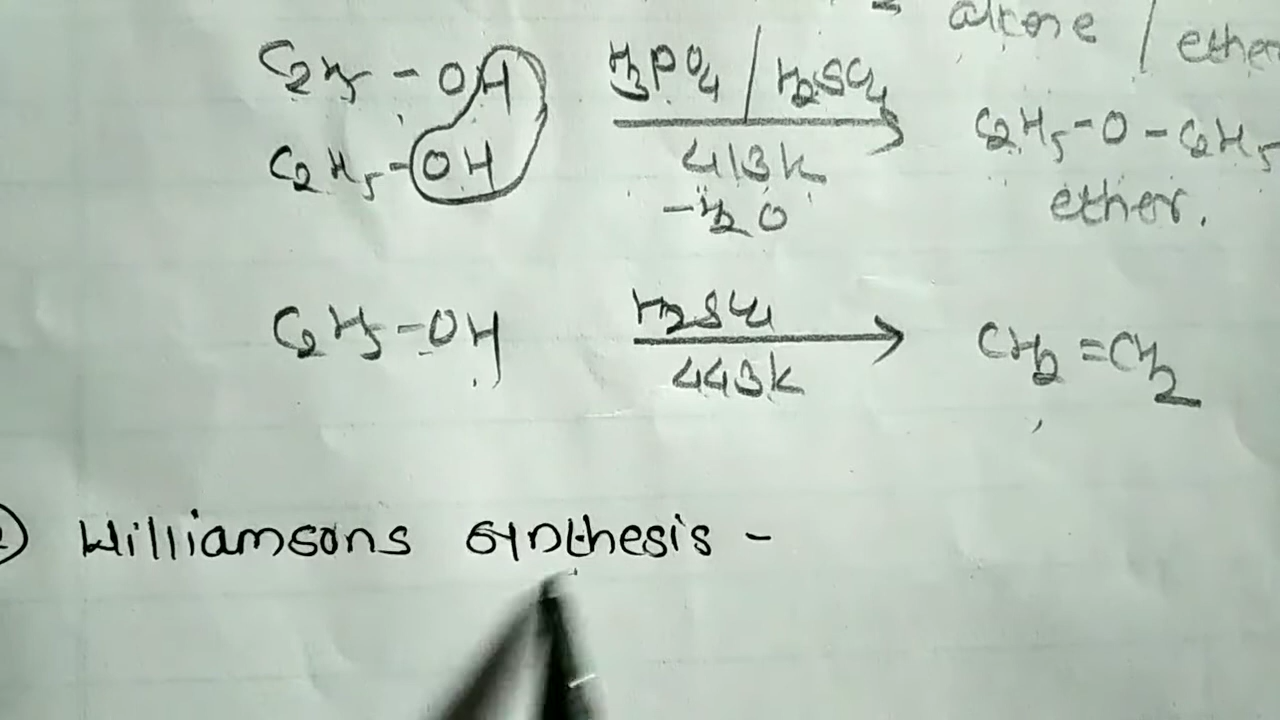 = alkene / ether
C2H5 - OH H3PO4 / H2SO4 C2H5 - O - C2H5
C2H5 - OH 413K ether.
- H2O
C2H5 - OH H2SO4 CH2 = CH2
443K
Williamsons synthesis -